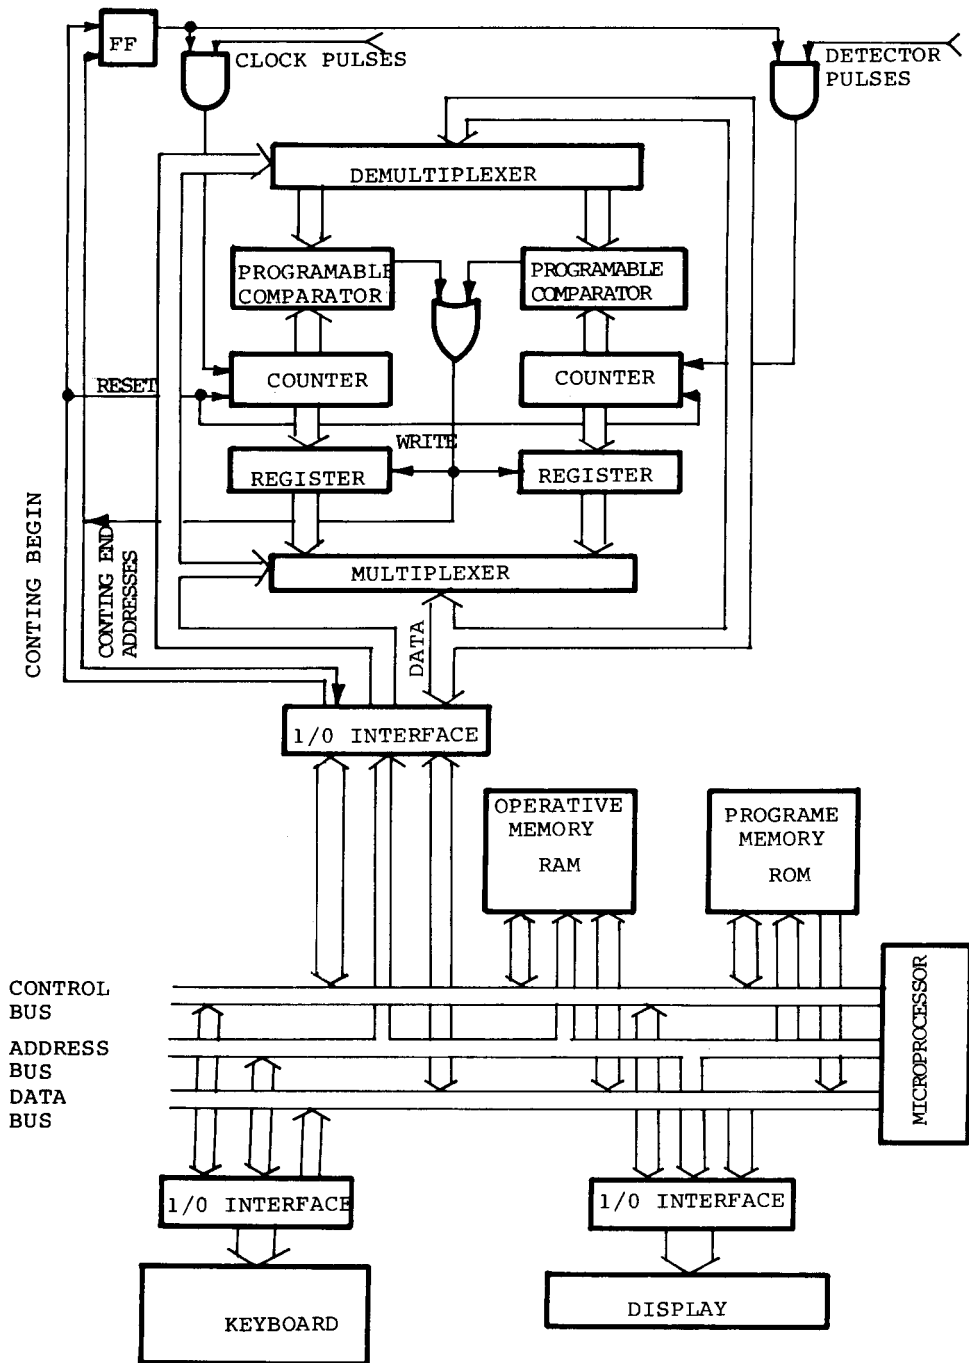 FF
CLOCK PULSES
DETECTOR
PULSES
DEMULTIPLEXER
PROGRAMABLE
COMPARATOR
PROGRAMABLE
COMPARATOR
COUNTER
COUNTER
RESET
WRITE
REGISTER
REGISTER
MULTIPLEXER
CONTING BEGIN
CONTING END
ADDRESSES
DATA
1/0 INTERFACE
OPERATIVE
MEMORY
RAM
PROGRAME
MEMORY
ROM
CONTROL
BUS
ADDRESS
BUS
DATA
BUS
MICROPROCESSOR
1/0 INTERFACE
1/0 INTERFACE
KEYBOARD
DISPLAY